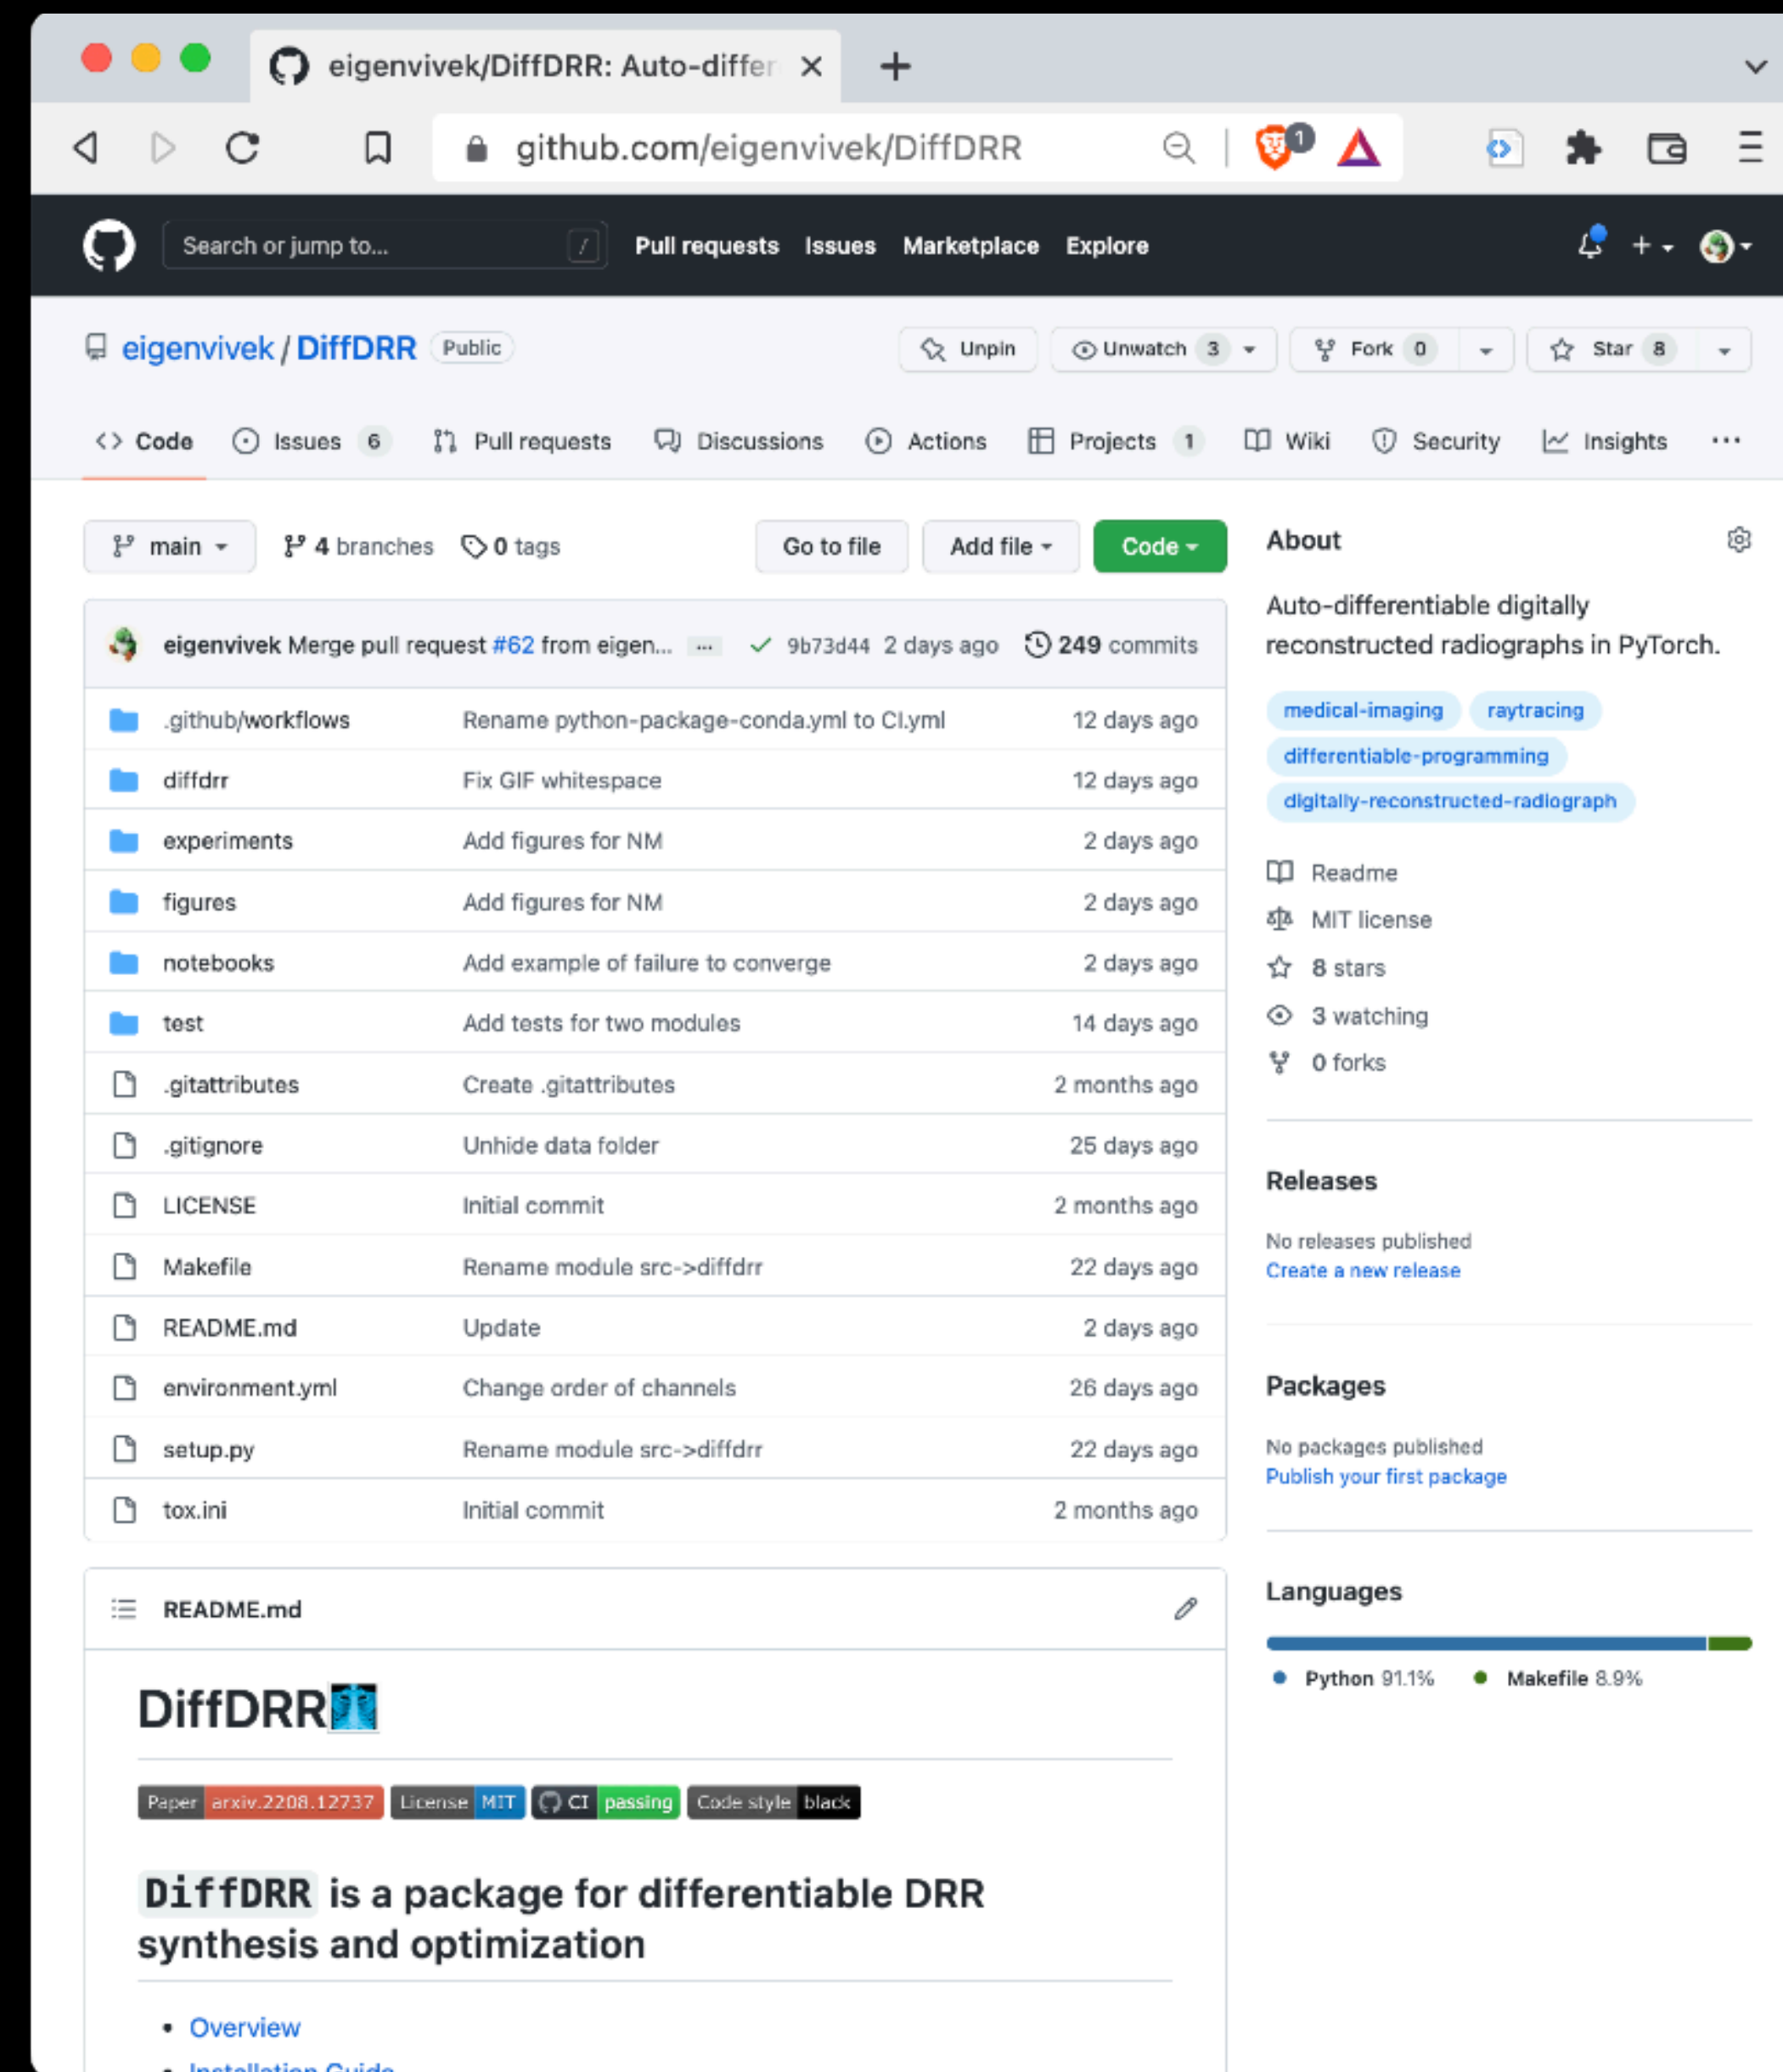 eigenvivek/DiffDRR: Auto-differ
github.com/eigenvivek/DiffDRR
1
Search or jump to... /
Pull requests Issues Marketplace Explore
eigenvivek / DiffDRR Public
Unpin Unwatch 3 Fork 0 Star 8
Code Issues 6 Pull requests Discussions Actions Projects 1 Wiki Security Insights ...
main 4 branches 0 tags Go to file Add file Code
eigenvivek Merge pull request #62 from eigen... ... 9b73d44 2 days ago 249 commits
.github/workflows Rename python-package-conda.yml to CI.yml 12 days ago
diffdrr Fix GIF whitespace 12 days ago
experiments Add figures for NM 2 days ago
figures Add figures for NM 2 days ago
notebooks Add example of failure to converge 2 days ago
test Add tests for two modules 14 days ago
.gitattributes Create .gitattributes 2 months ago
.gitignore Unhide data folder 25 days ago
LICENSE Initial commit 2 months ago
Makefile Rename module src->diffdrr 22 days ago
README.md Update 2 days ago
environment.yml Change order of channels 26 days ago
setup.py Rename module src->diffdrr 22 days ago
tox.ini Initial commit 2 months ago
README.md
DiffDRR
Paper arxiv.2208.12737 License MIT CI passing Code style black
DiffDRR is a package for differentiable DRR
synthesis and optimization
Overview
Installation Guide
About
Auto-differentiable digitally
reconstructed radiographs in PyTorch.
medical-imaging raytracing
differentiable-programming
digitally-reconstructed-radiograph
Readme
MIT license
8 stars
3 watching
0 forks
Releases
No releases published
Create a new release
Packages
No packages published
Publish your first package
Languages
Python 91.1% Makefile 8.9%